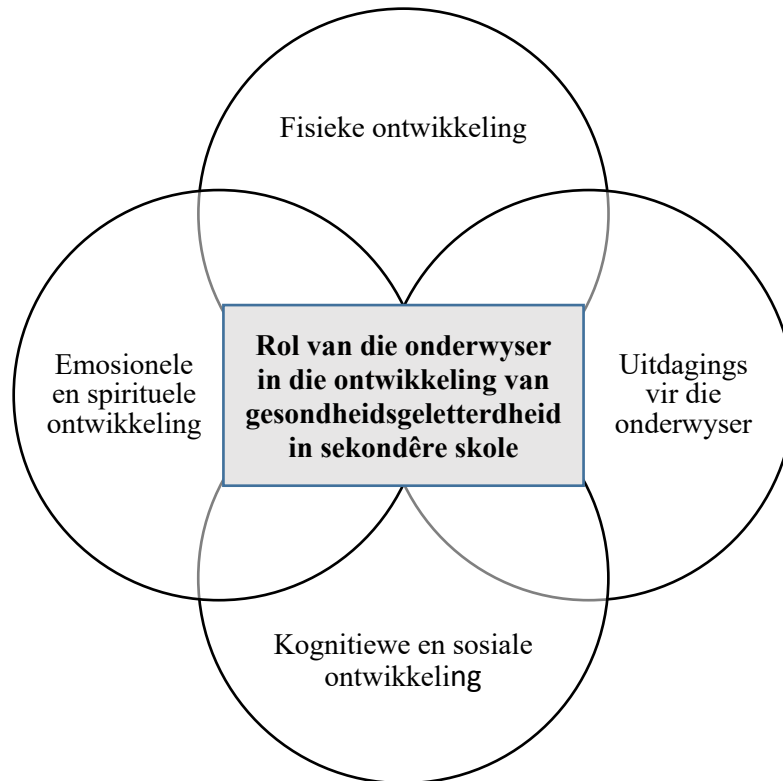 Fisieke ontwikkeling
Emosionele
en spirituele
ontwikkeling
Rol van die onderwyser
in die ontwikkeling van
gesondheidsgeletterdheid
in sekondêre skole
Uitdagings
vir die
onderwyser
Kognitiewe en sosiale
ontwikkeling